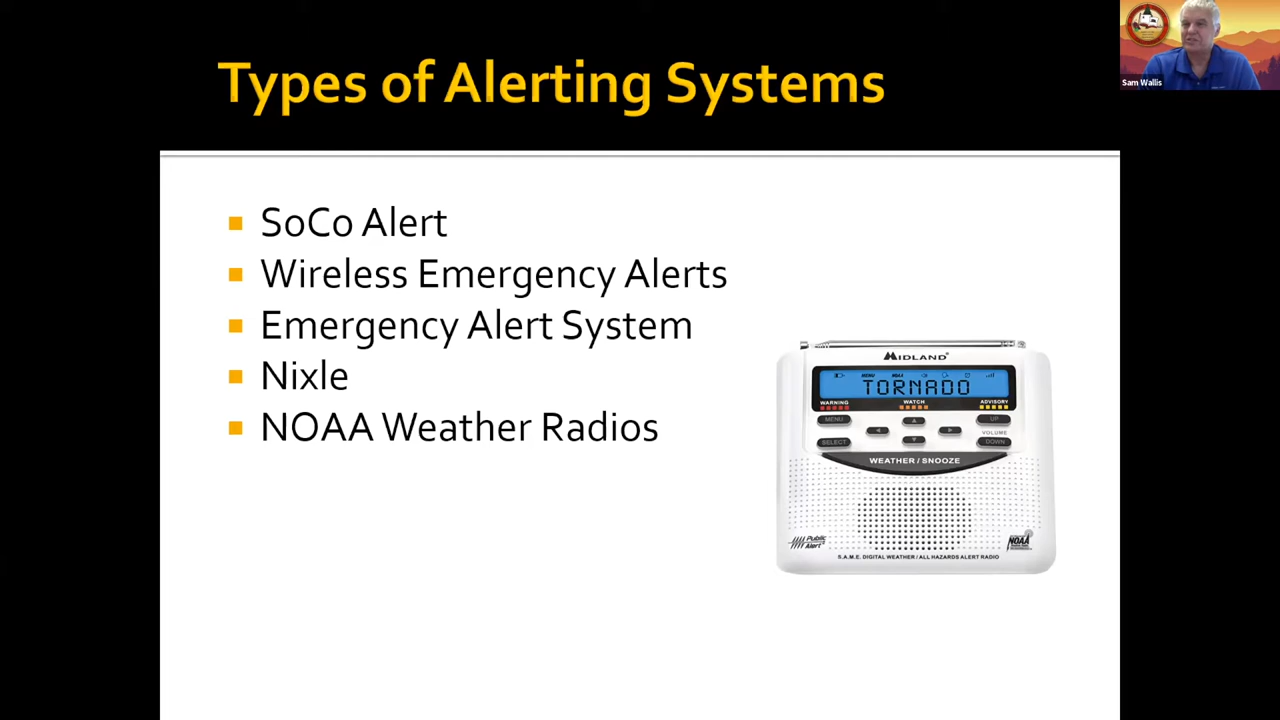 Types of Alerting Systems
Sam Wallis
SoCo Alert
Wireless Emergency Alerts
Emergency Alert System
Nixle
NOAA Weather Radios
MIDLAND
MENU NOAA
TORNADO
WARNING WATCH ADVISORY
MENU UP
VOLUME
SELECT DOWN
WEATHER / SNOOZE
Public Alert
NOAA
S.A.M.E. DIGITAL WEATHER / ALL HAZARDS ALERT RADIO